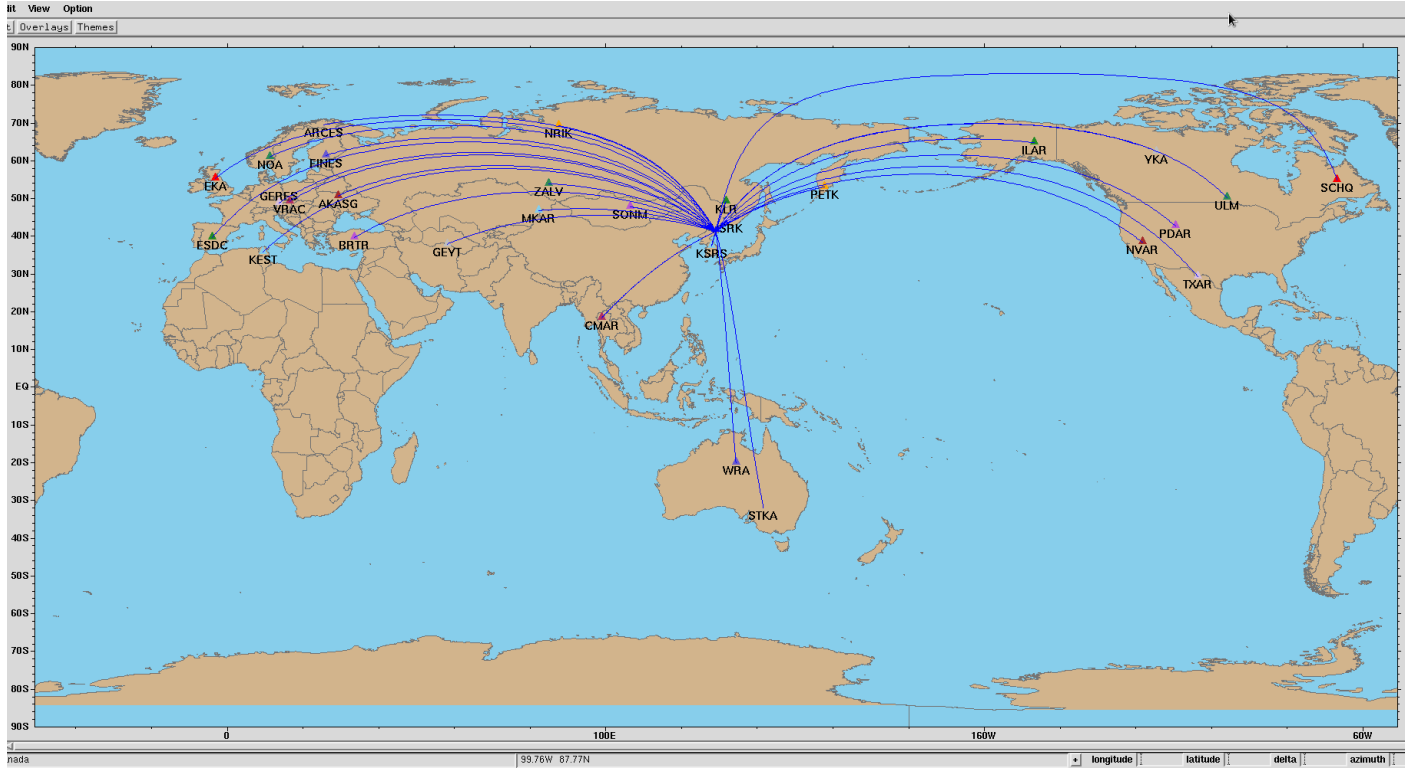 dit View Option
t Overlays Themes
90N
80N
70N
60N
50N
40N
30N
20N
10N
EQ
10S
20S
30S
40S
50S
60S
70S
80S
90S
ARCES
NRIK
NOA
FINES
ILAR
YKA
EKA
SCHQ
GERES
VRAC
AKASG
ZALV
PETK
ULM
MKAR
SONM
KLR
SRK
PDAR
ESDC
BRTR
NVAR
KEST
GEYT
KSRS
TXAR
CMAR
WRA
STKA
0 100E 160W 60W
nada 99.76W 87.77N + longitude latitude delta azimuth